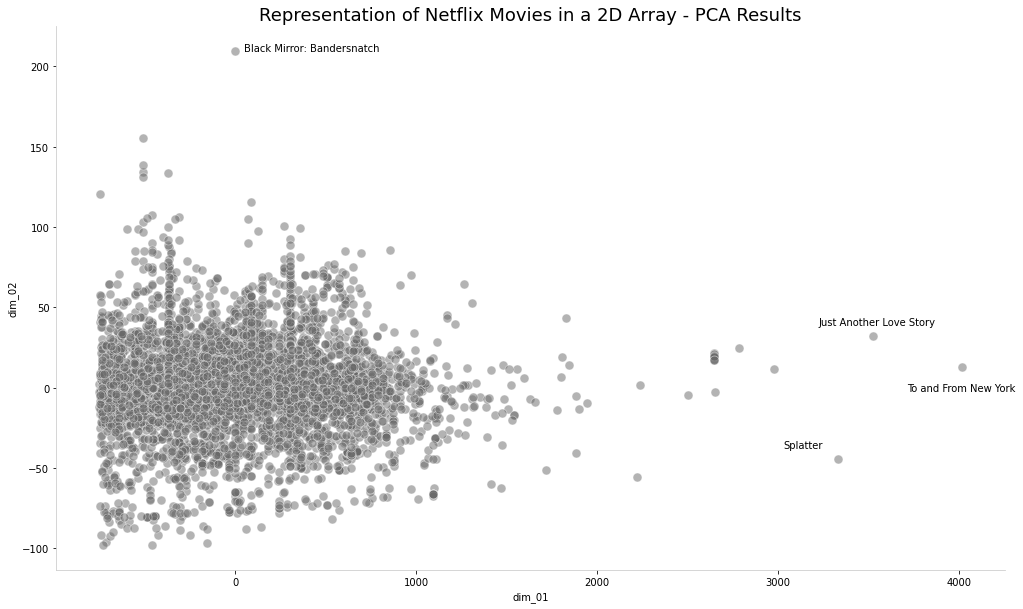 Representation of Netflix Movies in a 2D Array - PCA Results
Black Mirror: Bandersnatch
200
150
100
50
0
−50
−100
dim_02
Just Another Love Story
To and From New York
Splatter
0 1000 2000 3000 4000
dim_01